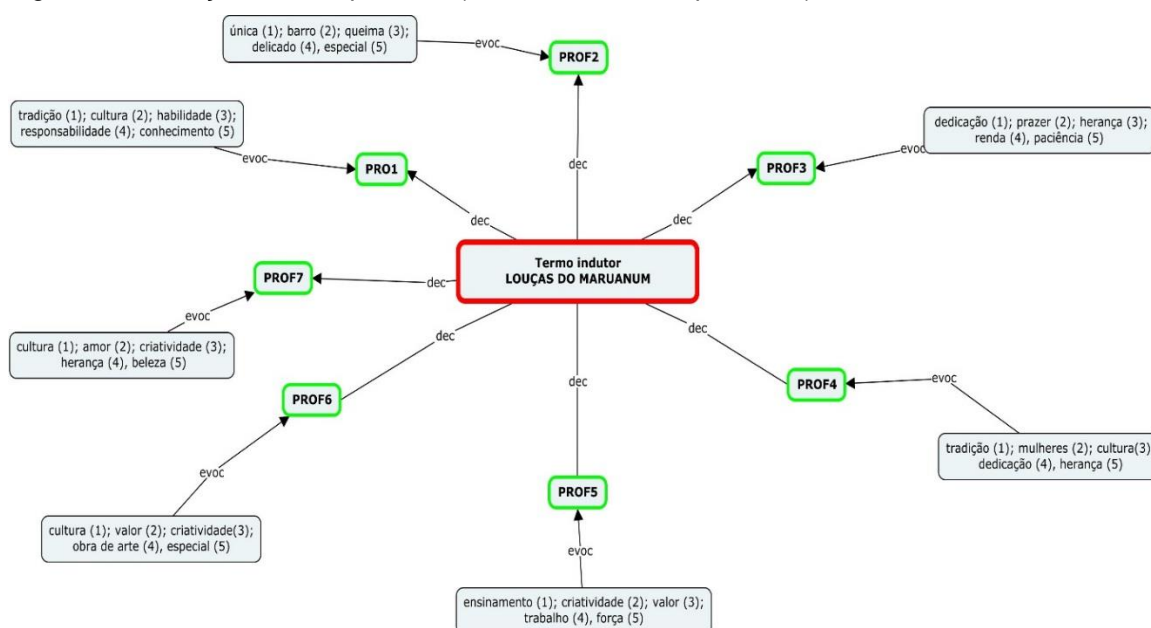 única (1); barro (2); queima (3);
delicado (4), especial (5)
evoc
PROF2
tradição (1); cultura (2); habilidade (3);
responsabilidade (4); conhecimento (5)
evoc
PRO1
dedicação (1); prazer (2); herança (3);
renda (4), paciência (5)
evoc
PROF3
dec
dec
dec
Termo indutor
LOUÇAS DO MARUANUM
PROF7
dec
evoc
cultura (1); amor (2); criatividade (3);
herança (4), beleza (5)
dec
dec
dec
PROF6
evoc
cultura (1); valor (2); criatividade(3);
obra de arte (4), especial (5)
PROF4
evoc
tradição (1); mulheres (2); cultura(3)
dedicação (4), herança (5)
PROF5
evoc
ensinamento (1); criatividade (2); valor (3);
trabalho (4), força (5)